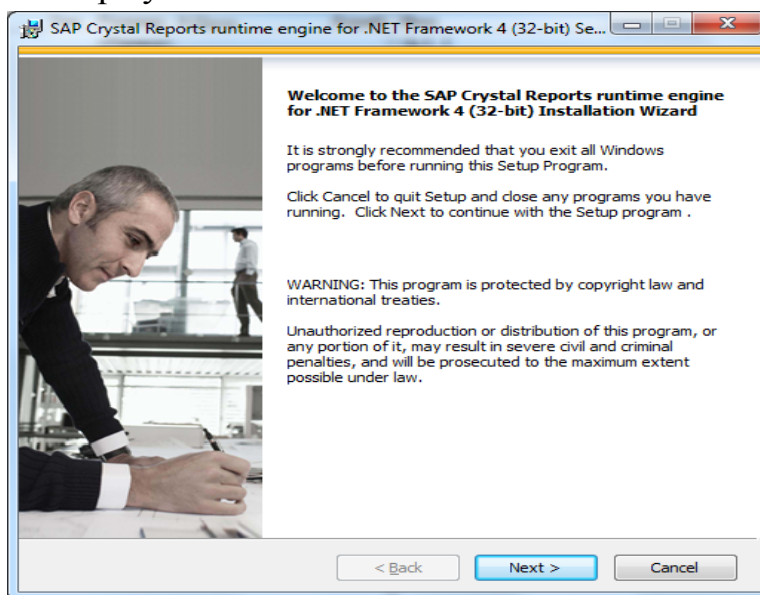 SAP Crystal Reports runtime engine for .NET Framework 4 (32-bit) Se...
Welcome to the SAP Crystal Reports runtime engine
for .NET Framework 4 (32-bit) Installation Wizard
It is strongly recommended that you exit all Windows
programs before running this Setup Program.
Click Cancel to quit Setup and close any programs you have
running. Click Next to continue with the Setup program .
WARNING: This program is protected by copyright law and
international treaties.
Unauthorized reproduction or distribution of this program, or
any portion of it, may result in severe civil and criminal
penalties, and will be prosecuted to the maximum extent
possible under law.
< Back Next > Cancel